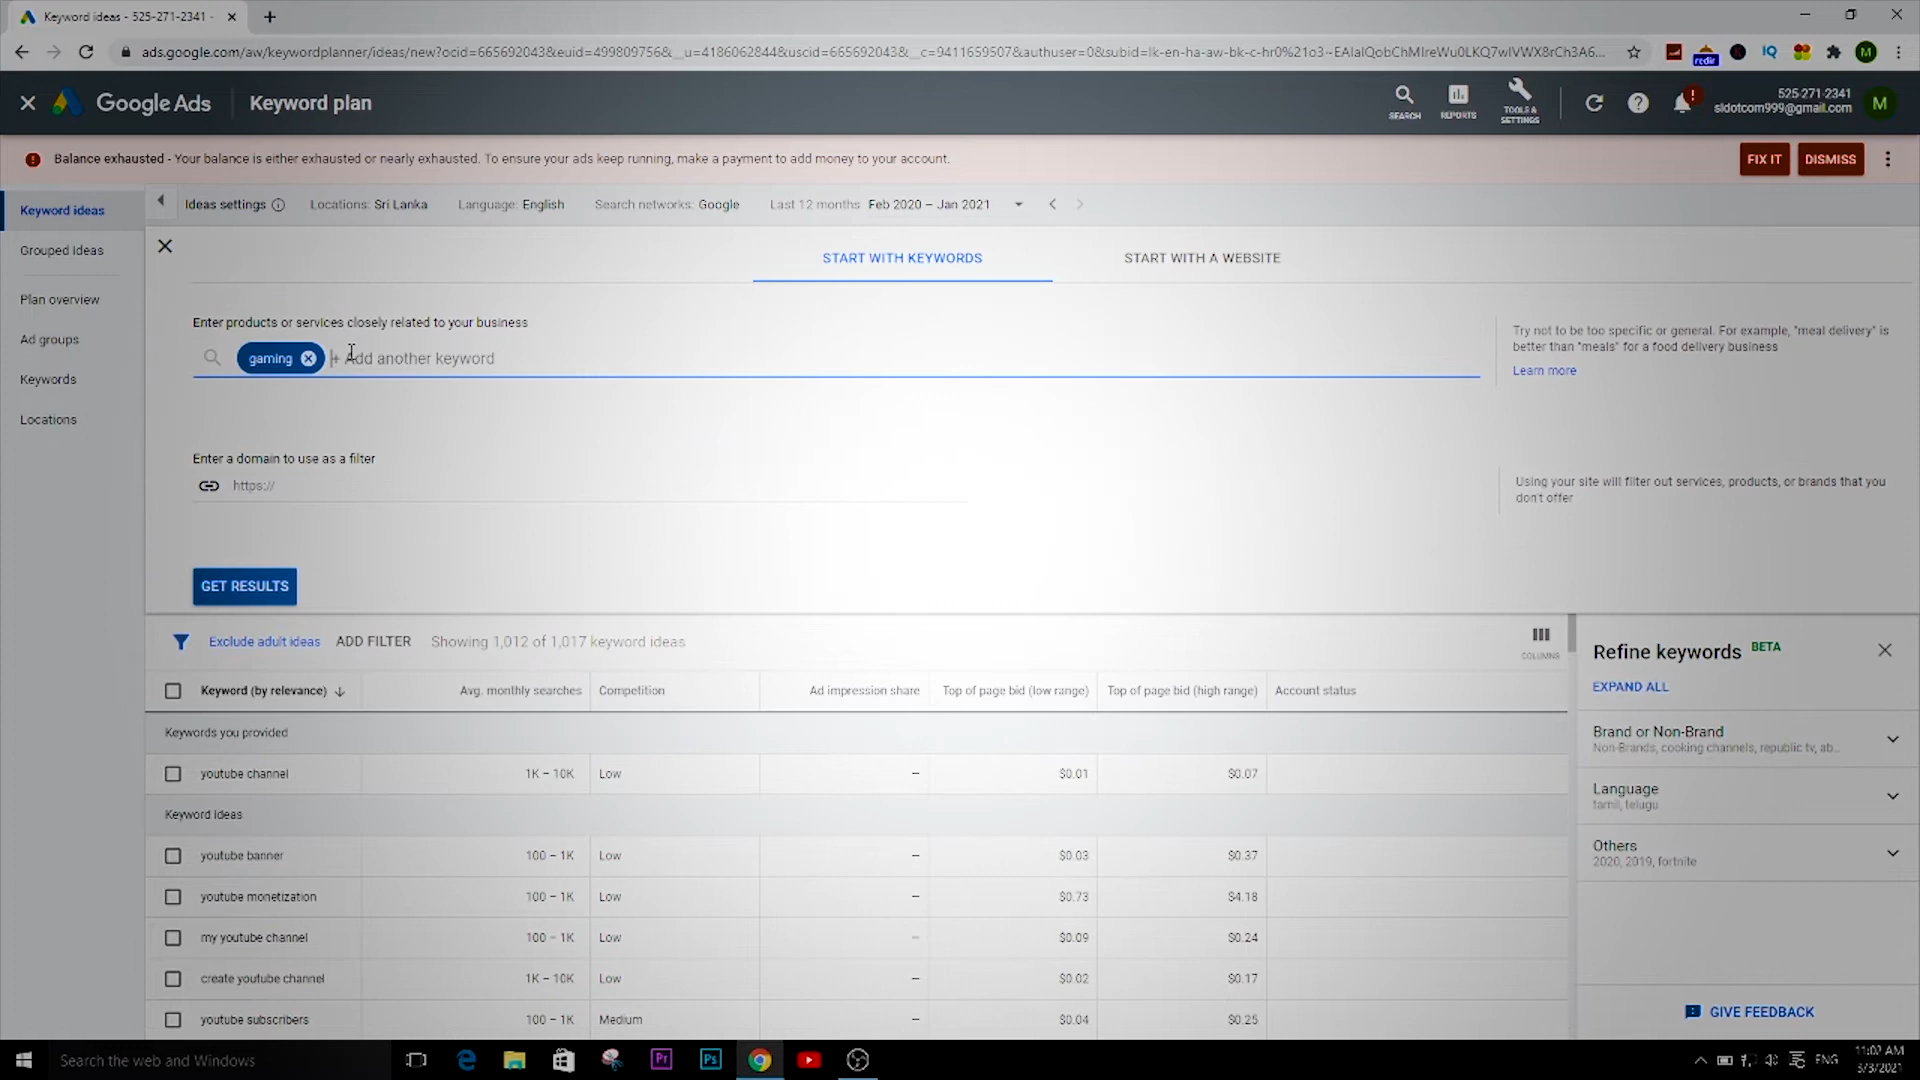 Keyword ideas - 525-271-2341 -
ads.google.com/aw/keywordplanner/ideas/new?ocid=665692043&euid=499809756&__u=4186062844&uscid=665692043&__c=9411659507&authuser=0&subid=lk-en-ha-aw-bk-c-hr0%21o3~EAIaIQobChMIreWu0LKQ7wIVWX8rCh3A6...
redir
IQ
M
Google Ads
Keyword plan
SEARCH
REPORTS
TOOLS & SETTINGS
525-271-2341
sldotcom999@gmail.com
M
Balance exhausted - Your balance is either exhausted or nearly exhausted. To ensure your ads keep running, make a payment to add money to your account.
FIX IT
DISMISS
Keyword ideas
Grouped ideas
Plan overview
Ad groups
Keywords
Locations
Ideas settings
Locations: Sri Lanka
Language: English
Search networks: Google
Last 12 months Feb 2020 – Jan 2021
START WITH KEYWORDS
START WITH A WEBSITE
Enter products or services closely related to your business
gaming
+ Add another keyword
Try not to be too specific or general. For example, "meal delivery" is
better than "meals" for a food delivery business
Learn more
Enter a domain to use as a filter
https://
Using your site will filter out services, products, or brands that you
don't offer
GET RESULTS
Exclude adult ideas ADD FILTER Showing 1,012 of 1,017 keyword ideas
COLUMNS
Keyword (by relevance) Avg. monthly searches Competition Ad impression share Top of page bid (low range) Top of page bid (high range) Account status
Keywords you provided
youtube channel 1K – 10K Low – $0.01 $0.07
Keyword ideas
youtube banner 100 – 1K Low – $0.03 $0.37
youtube monetization 100 – 1K Low – $0.73 $4.18
my youtube channel 100 – 1K Low – $0.09 $0.24
create youtube channel 1K – 10K Low – $0.02 $0.17
youtube subscribers 100 – 1K Medium – $0.04 $0.25
Refine keywords BETA
EXPAND ALL
Brand or Non-Brand
Non-Brands, cooking channels, republic tv, ab...
Language
tamil, telugu
Others
2020, 2019, fortnite
GIVE FEEDBACK
Search the web and Windows
Pr
Ps
ENG
11:02 AM
3/3/2021